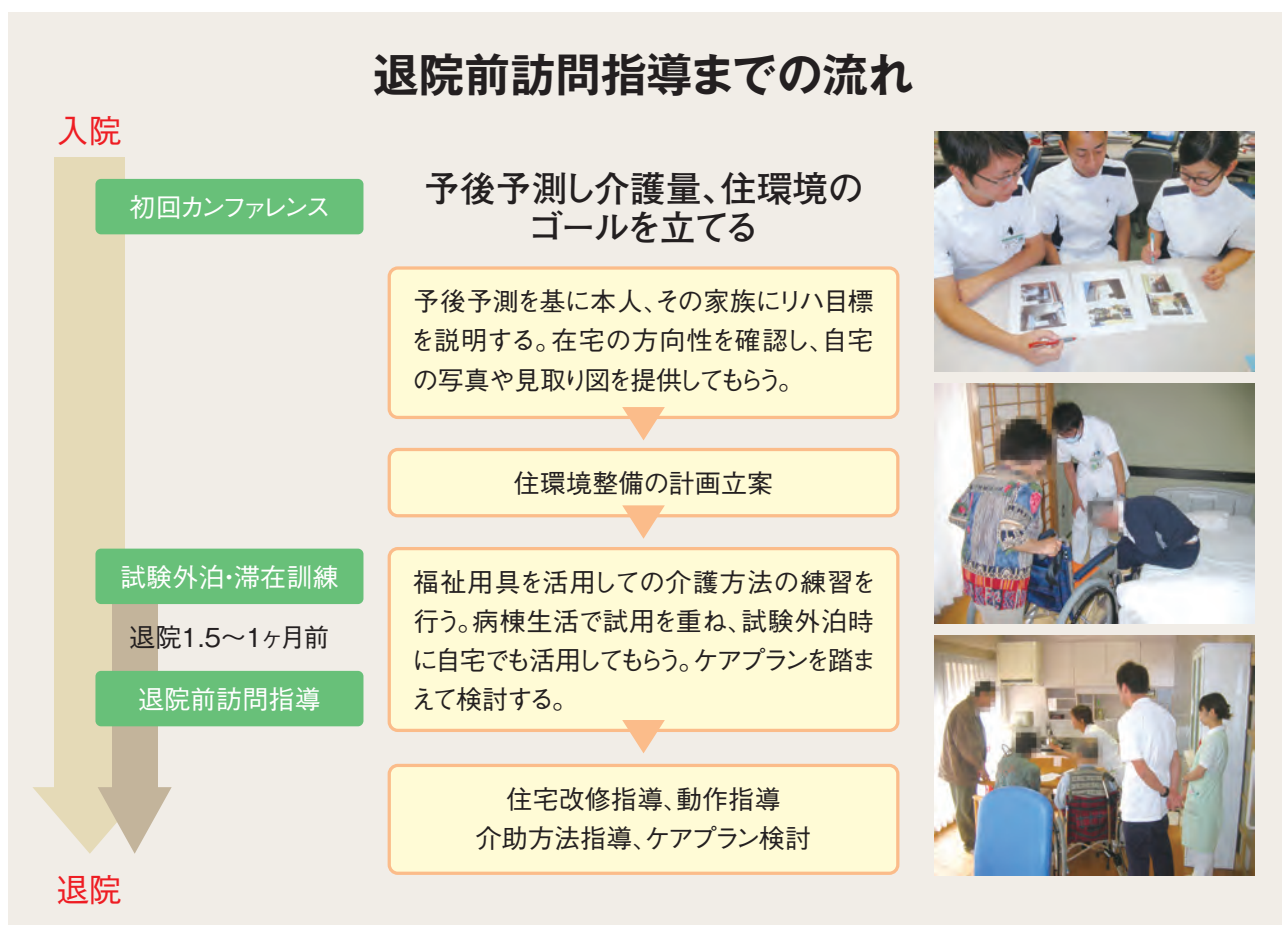 退院前訪問指導までの流れ
入院
初回カンファレンス
予後予測し介護量、住環境の
ゴールを立てる
予後予測を基に本人、その家族にリハ目標
を説明する。在宅の方向性を確認し、自宅
の写真や見取り図を提供してもらう。
住環境整備の計画立案
試験外泊・滞在訓練
退院1.5〜1ヶ月前
退院前訪問指導
福祉用具を活用しての介護方法の練習を
行う。病棟生活で試用を重ね、試験外泊時
に自宅でも活用してもらう。ケアプランを踏ま
えて検討する。
住宅改修指導、動作指導
介助方法指導、ケアプラン検討
退院